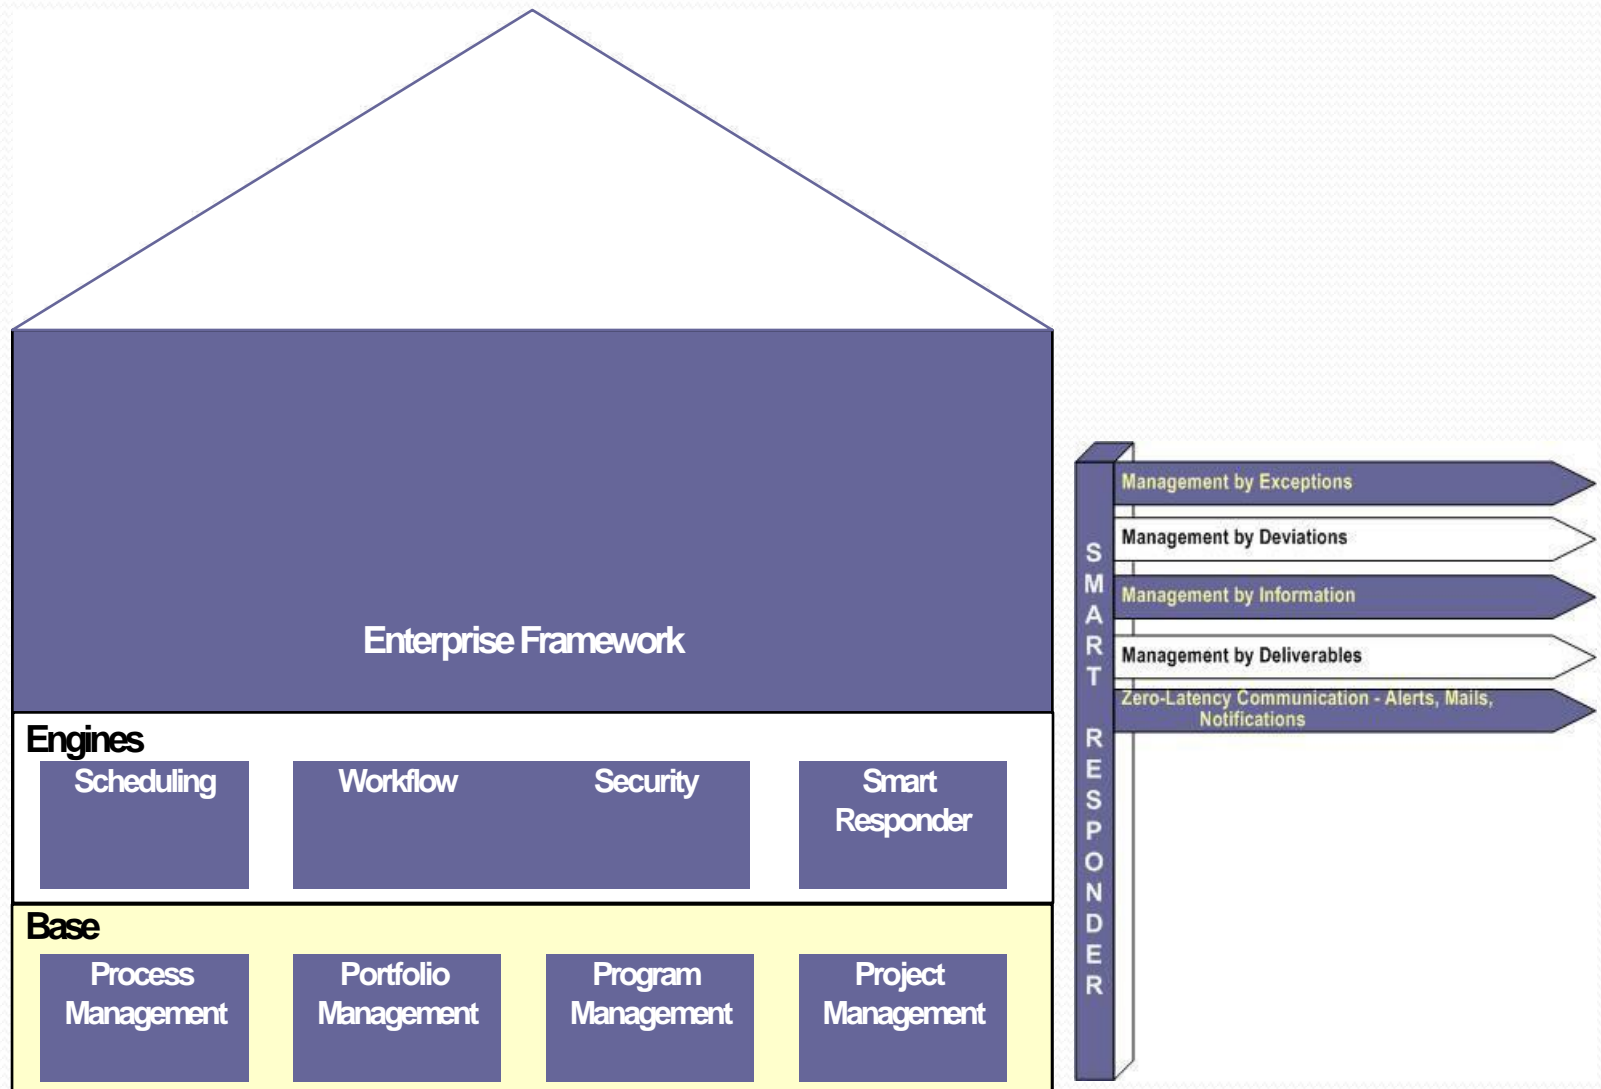 Enterprise Framework
Engines
Scheduling
Workflow
Security
Smart
Responder
Base
Process
Management
Portfolio
Management
Program
Management
Project
Management
SMART RESPONDER
Management by Exceptions
Management by Deviations
Management by Information
Management by Deliverables
Zero-Latency Communication - Alerts, Mails,
Notifications